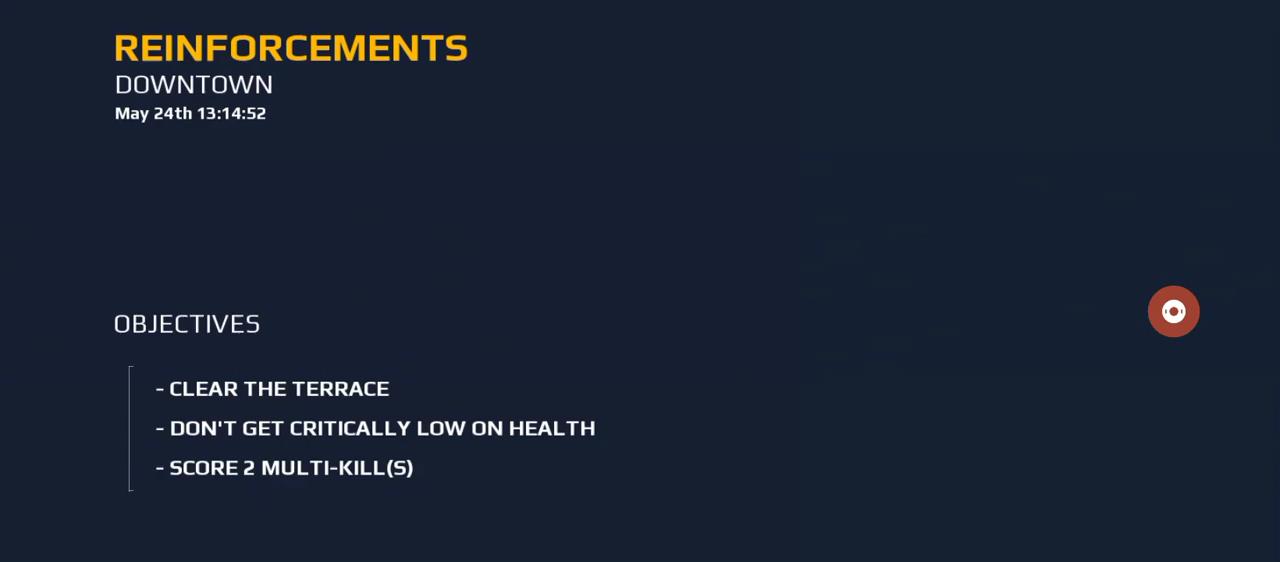 REINFORCEMENTS
DOWNTOWN
May 24th 13:14:52
OBJECTIVES
- CLEAR THE TERRACE
- DON'T GET CRITICALLY LOW ON HEALTH
- SCORE 2 MULTI-KILL(S)